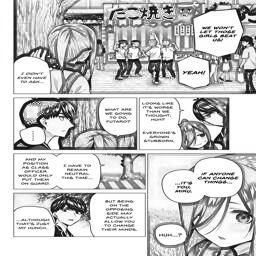 たこ焼き
WE WON'T
LET THOSE
GIRLS
BEAT US!
YEAH!
I DIDN'T
EVEN HAVE
TO ASK...
LOOKS LIKE
IT'S WORSE
THAN WE
THOUGHT,
HUH?
EVERYONE'S
GROWN
STUBBORN.
WHAT ARE
WE GOING
TO DO,
FUTARO?
IF ANYONE
CAN CHANGE
THINGS...
...IT'S
YOU,
MIKU.
HUH...?
I HAVE TO
REMAIN
NEUTRAL
THIS TIME...
AND MY
POSITION
AS CLASS
OFFICER
WOULD ONLY
PUT THEM
ON GUARD.
BUT BEING
ON THE
OPPOSING
SIDE MAY
ACTUALLY
ALLOW YOU
TO CHANGE
THEIR MINDS.
...ALTHOUGH
THAT'S JUST
MY HUNCH.